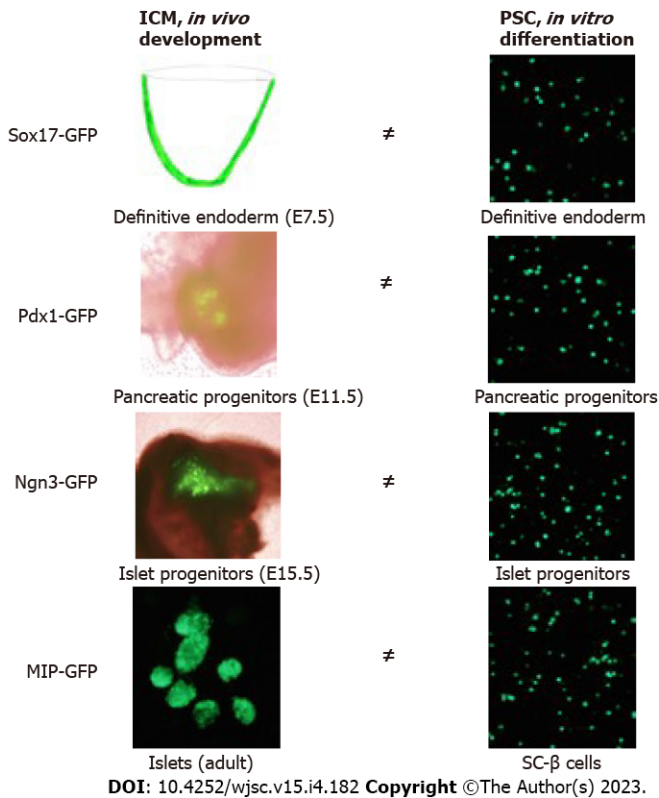 ICM, in vivo
development
PSC, in vitro
differentiation
Sox17-GFP
≠
Definitive endoderm (E7.5)
Definitive endoderm
Pdx1-GFP
≠
Pancreatic progenitors (E11.5)
Pancreatic progenitors
Ngn3-GFP
≠
Islet progenitors (E15.5)
Islet progenitors
MIP-GFP
≠
Islets (adult)
SC-β cells
DOI: 10.4252/wjsc.v15.i4.182 Copyright ©The Author(s) 2023.